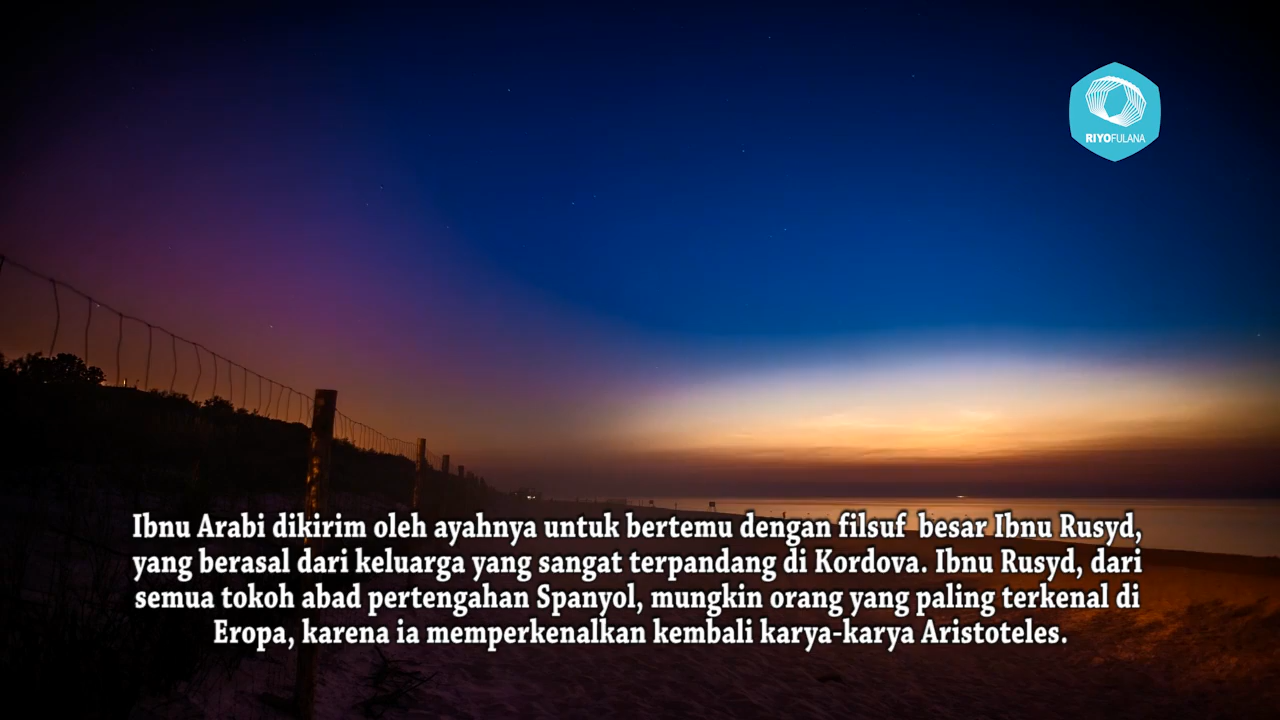 RIYOFULANA
Ibnu Arabi dikirim oleh ayahnya untuk bertemu dengan filsuf besar Ibnu Rusyd,
yang berasal dari keluarga yang sangat terpandang di Kordova. Ibnu Rusyd, dari
semua tokoh abad pertengahan Spanyol, mungkin orang yang paling terkenal di
Eropa, karena ia memperkenalkan kembali karya-karya Aristoteles.